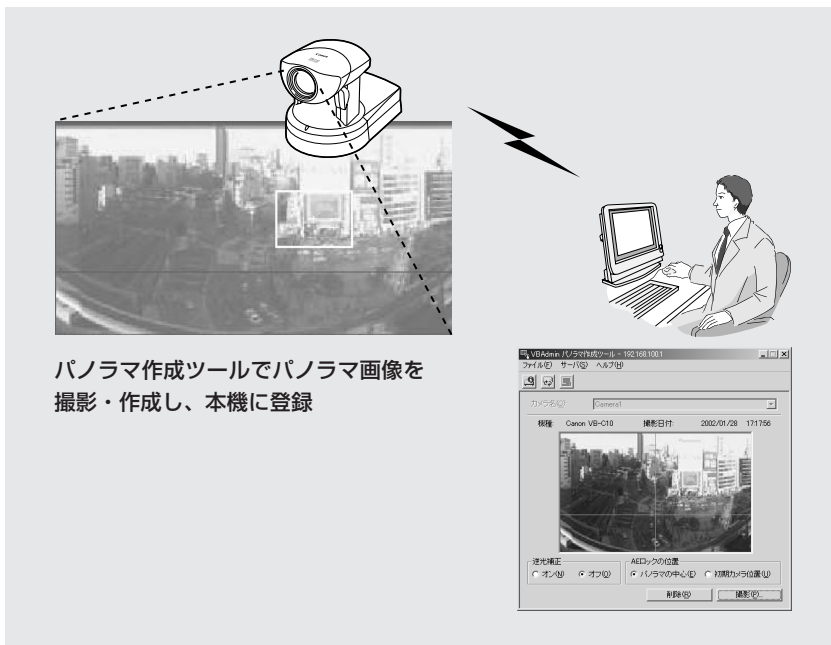 Canon
パノラマ作成ツールでパノラマ画像を
撮影・作成し、本機に登録
VBAdmin パノラマ作成ツール - 192.168.100.1
ファイル(F) サーバ(S) ヘルプ(H)
カメラ名(C) Camera1
機種: Canon VB-C10 撮影日付: 2002/01/28 17:17:56
逆光補正
オン(N) オフ(O)
AEロックの位置
パノラマの中心(E) 初期カメラ位置(U)
削除(R) 撮影(P)...